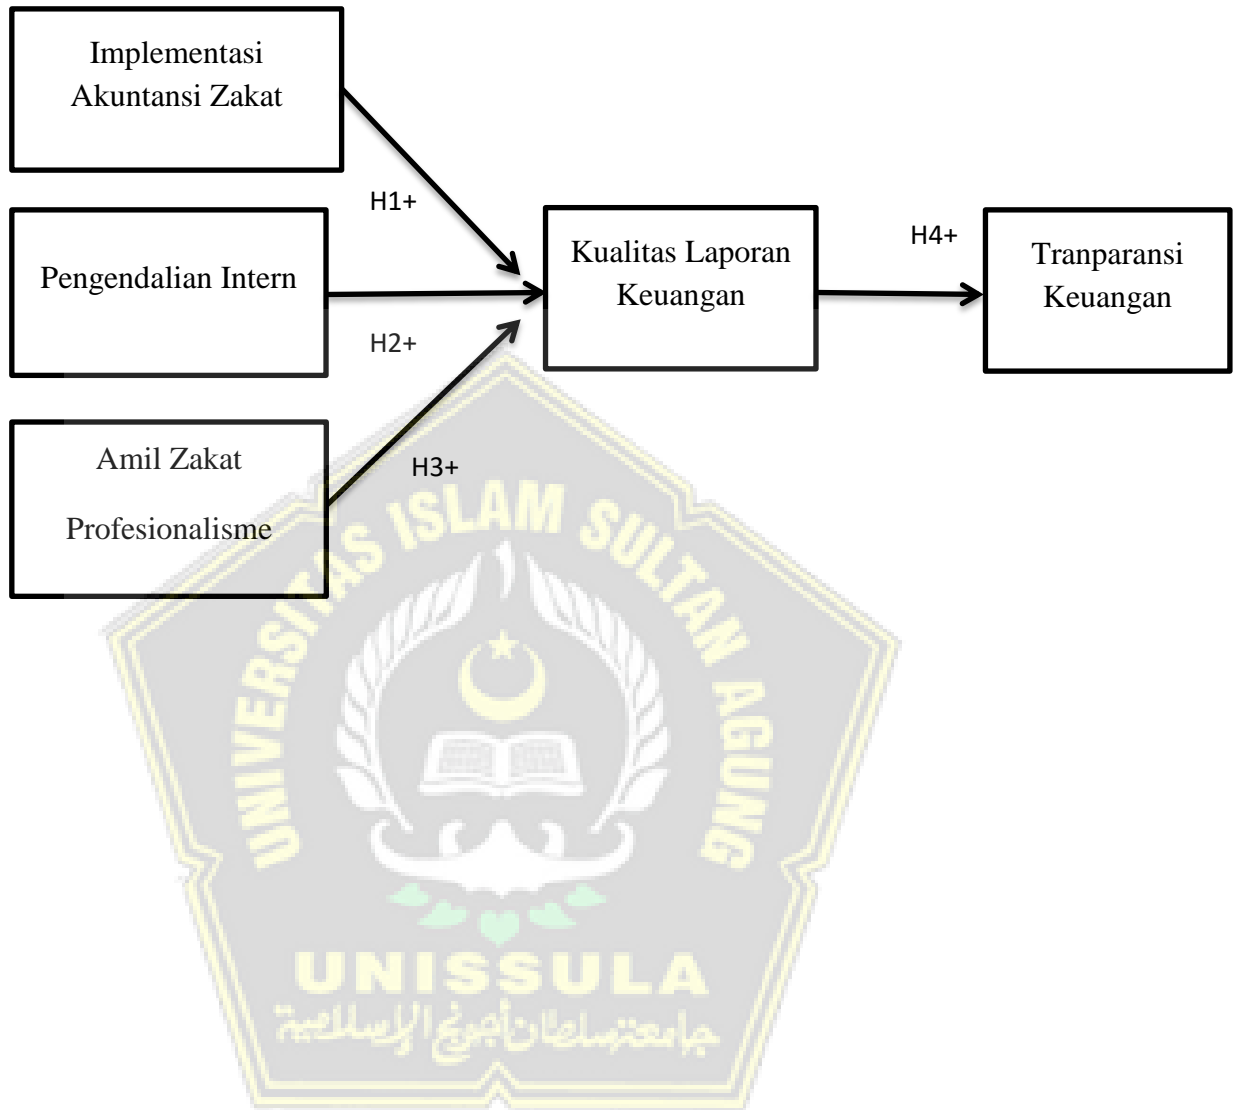 Implementasi
Akuntansi Zakat
H1+
Pengendalian Intern
H2+
Amil Zakat
Profesionalisme
H3+
Kualitas Laporan
Keuangan
H4+
Tranparansi
Keuangan
UNIVERSITAS ISLAM SULTAN AGUNG
UNISSULA
جامعة سلطان أجونج الإسلامية